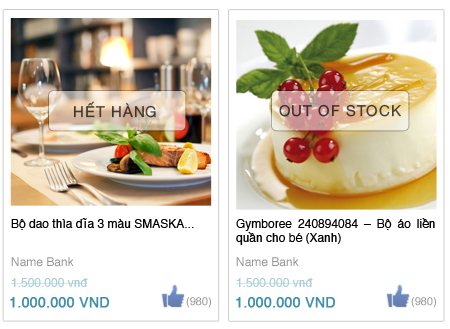 HẾT HÀNG
Bộ dao thìa dĩa 3 màu SMASKA...
Name Bank
1.500.000 vnđ
1.000.000 VND
(980)
OUT OF STOCK
Gymboree 240894084 – Bộ áo liền
quần cho bé (Xanh)
Name Bank
1.500.000 vnđ
1.000.000 VND
(980)